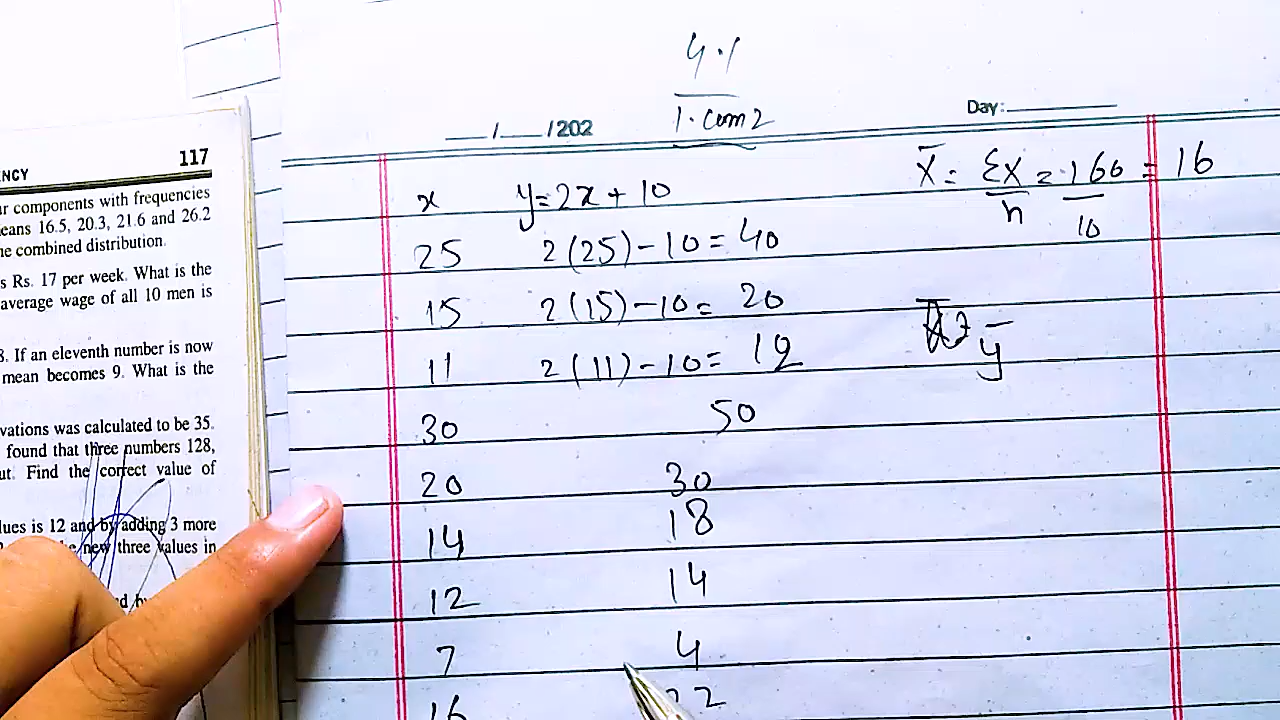 117
NCY
ur components with frequencies
eans 16.5, 20.3, 21.6 and 26.2
he combined distribution.
s Rs. 17 per week. What is the
average wage of all 10 men is
8. If an eleventh number is now
mean becomes 9. What is the
vations was calculated to be 35.
found that three numbers 128,
ut. Find the correct value of
lues is 12 and by adding 3 more
new three values in
4.1
1. Com2
__/__/202
Day:
x y=2x+10
25 2(25)-10=40
15 2(15)-10= 20
11 2(11)-10= 12
30 50
20 30
14 18
12 14
7 4
16 22
X̄ = ΣX/n = 160/10 = 16
ȳ